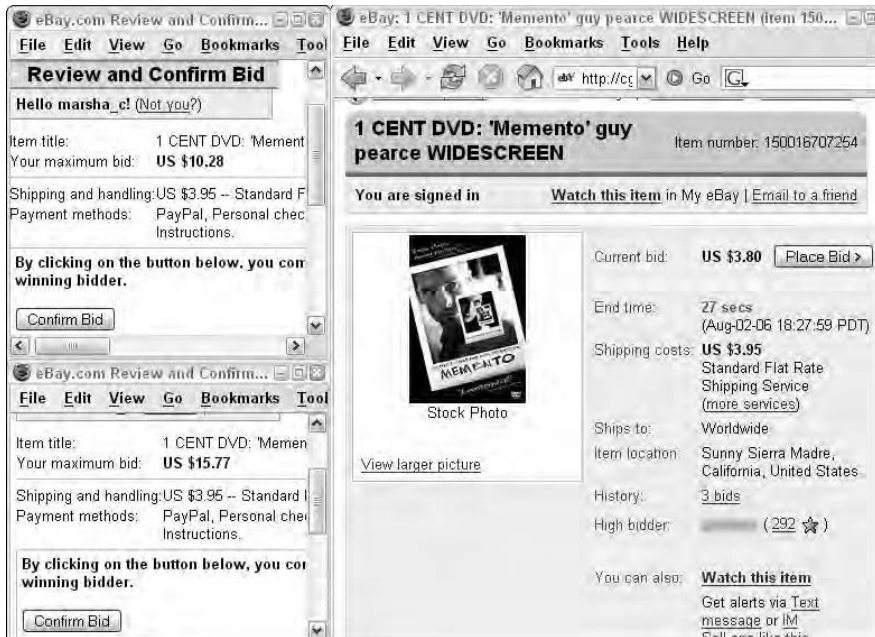 eBay.com Review and Confirm...
File Edit View Go Bookmarks Tool
Review and Confirm Bid
Hello marsha_c! (Not you?)
Item title: 1 CENT DVD: 'Mement
Your maximum bid: US $10.28
Shipping and handling: US $3.95 -- Standard F
Payment methods: PayPal, Personal chec
Instructions.
By clicking on the button below, you com
winning bidder.
Confirm Bid
eBay.com Review and Confirm...
File Edit View Go Bookmarks Tool
Item title: 1 CENT DVD: 'Memen
Your maximum bid: US $15.77
Shipping and handling: US $3.95 -- Standard
Payment methods: PayPal, Personal chec
Instructions.
By clicking on the button below, you cor
winning bidder.
Confirm Bid
eBay: 1 CENT DVD: 'Memento' guy pearce WIDESCREEN (item 150...
File Edit View Go Bookmarks Tools Help
http://cg Go G
1 CENT DVD: 'Memento' guy
pearce WIDESCREEN
Item number: 150016707254
You are signed in Watch this item in My eBay | Email to a friend
MEMENTO
Stock Photo
View larger picture
Current bid: US $3.80 Place Bid >
End time: 27 secs
(Aug-02-06 18:27:59 PDT)
Shipping costs: US $3.95
Standard Flat Rate
Shipping Service
(more services)
Ships to: Worldwide
Item location: Sunny Sierra Madre,
California, United States
History: 3 bids
High bidder: (292)
You can also: Watch this item
Get alerts via Text
message or IM
Sell one like this